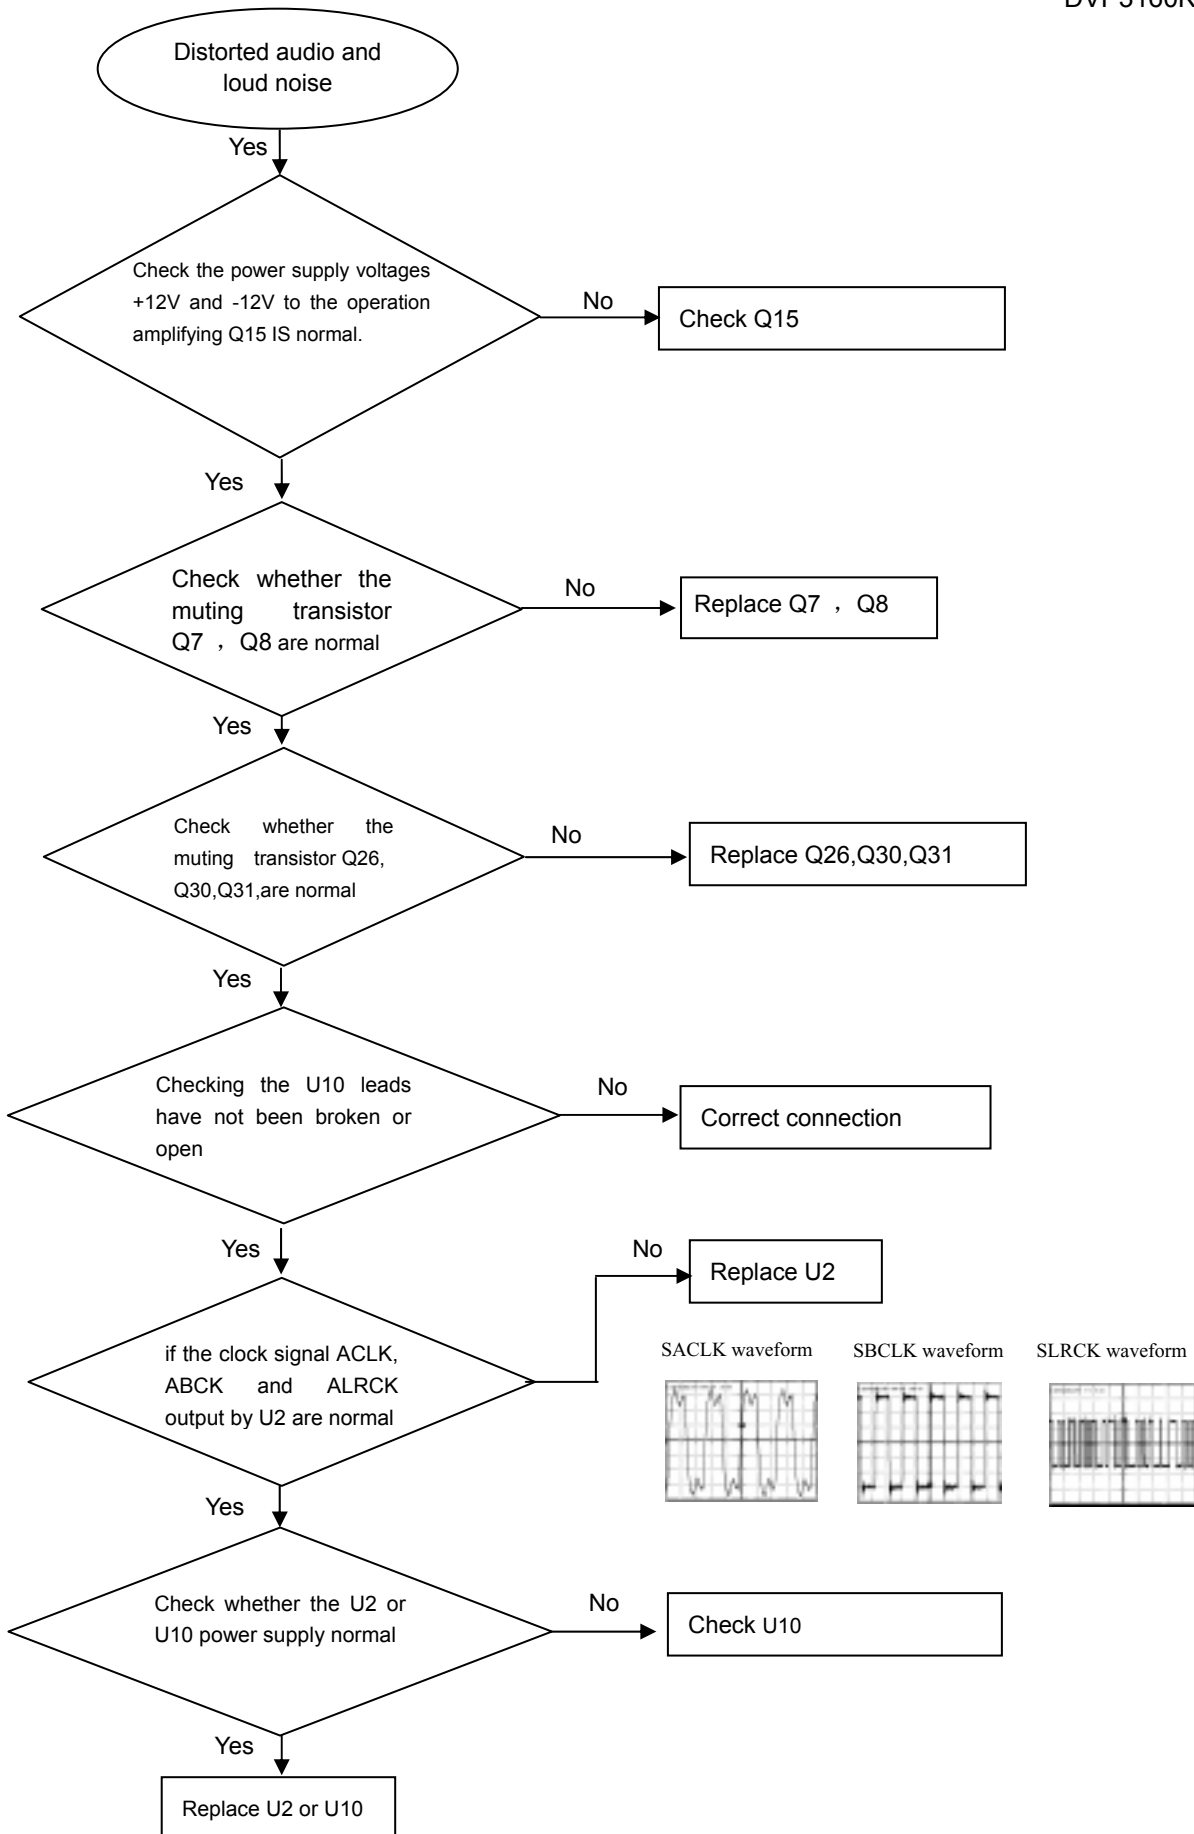 Distorted audio and
loud noise
Yes
Check the power supply voltages
+12V and -12V to the operation
amplifying Q15 IS normal.
No
Check Q15
Yes
Check whether the
muting transistor
Q7 ， Q8 are normal
No
Replace Q7 ， Q8
Yes
Check whether the
muting transistor Q26,
Q30,Q31,are normal
No
Replace Q26,Q30,Q31
Yes
Checking the U10 leads
have not been broken or
open
No
Correct connection
Yes
if the clock signal ACLK,
ABCK and ALRCK
output by U2 are normal
No
Replace U2
SACLK waveform
SBCLK waveform
SLRCK waveform
Yes
Check whether the U2 or
U10 power supply normal
No
Check U10
Yes
Replace U2 or U10